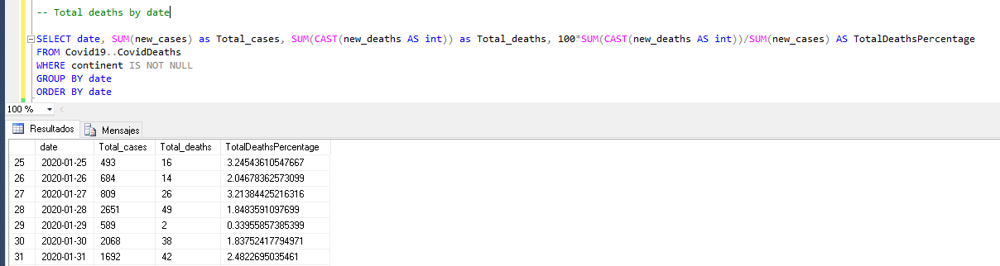 -- Total deaths by date
SELECT date, SUM(new_cases) as Total_cases, SUM(CAST(new_deaths AS int)) as Total_deaths, 100*SUM(CAST(new_deaths AS int))/SUM(new_cases) AS TotalDeathsPercentage
FROM Covid19..CovidDeaths
WHERE continent IS NOT NULL
GROUP BY date
ORDER BY date
100 %
Resultados Mensajes
date Total_cases Total_deaths TotalDeathsPercentage
25 2020-01-25 493 16 3.24543610547667
26 2020-01-26 684 14 2.04678362573099
27 2020-01-27 809 26 3.21384425216316
28 2020-01-28 2651 49 1.8483591097699
29 2020-01-29 589 2 0.33955857385399
30 2020-01-30 2068 38 1.83752417794971
31 2020-01-31 1692 42 2.4822695035461